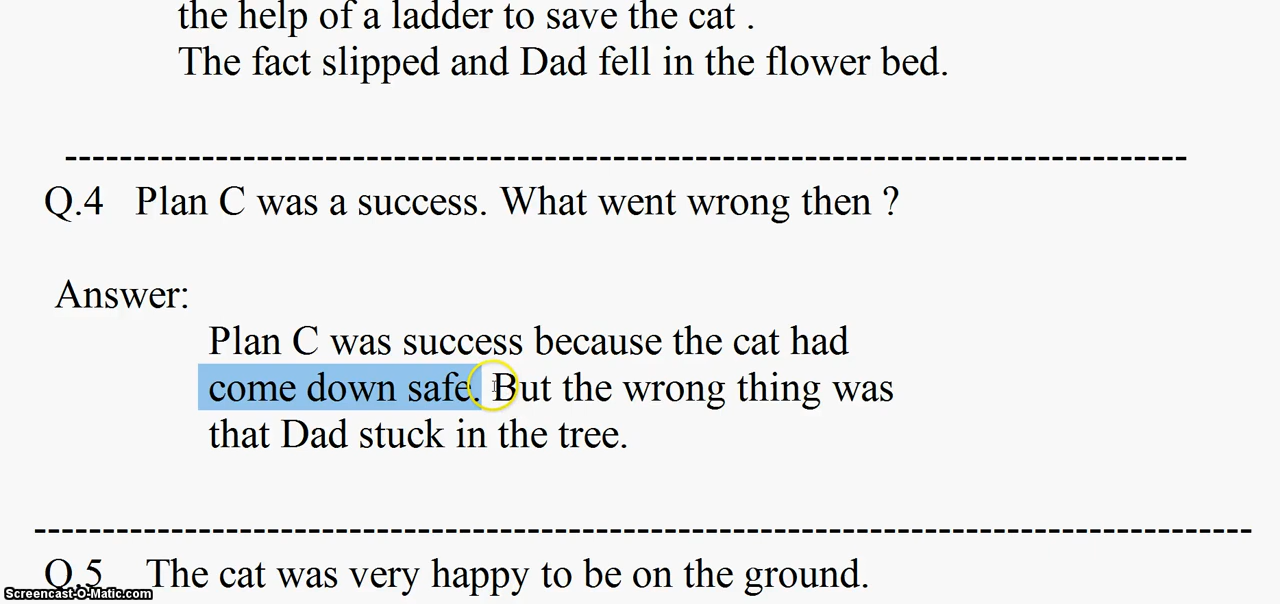 the help of a ladder to save the cat .
The fact slipped and Dad fell in the flower bed.
--------------------------------------------------------------------------------------
Q.4 Plan C was a success. What went wrong then ?
Answer:
Plan C was success because the cat had
come down safe. But the wrong thing was
that Dad stuck in the tree.
---------------------------------------------------------------------------------------------
Q.5 The cat was very happy to be on the ground.
Screencast-O-Matic.com